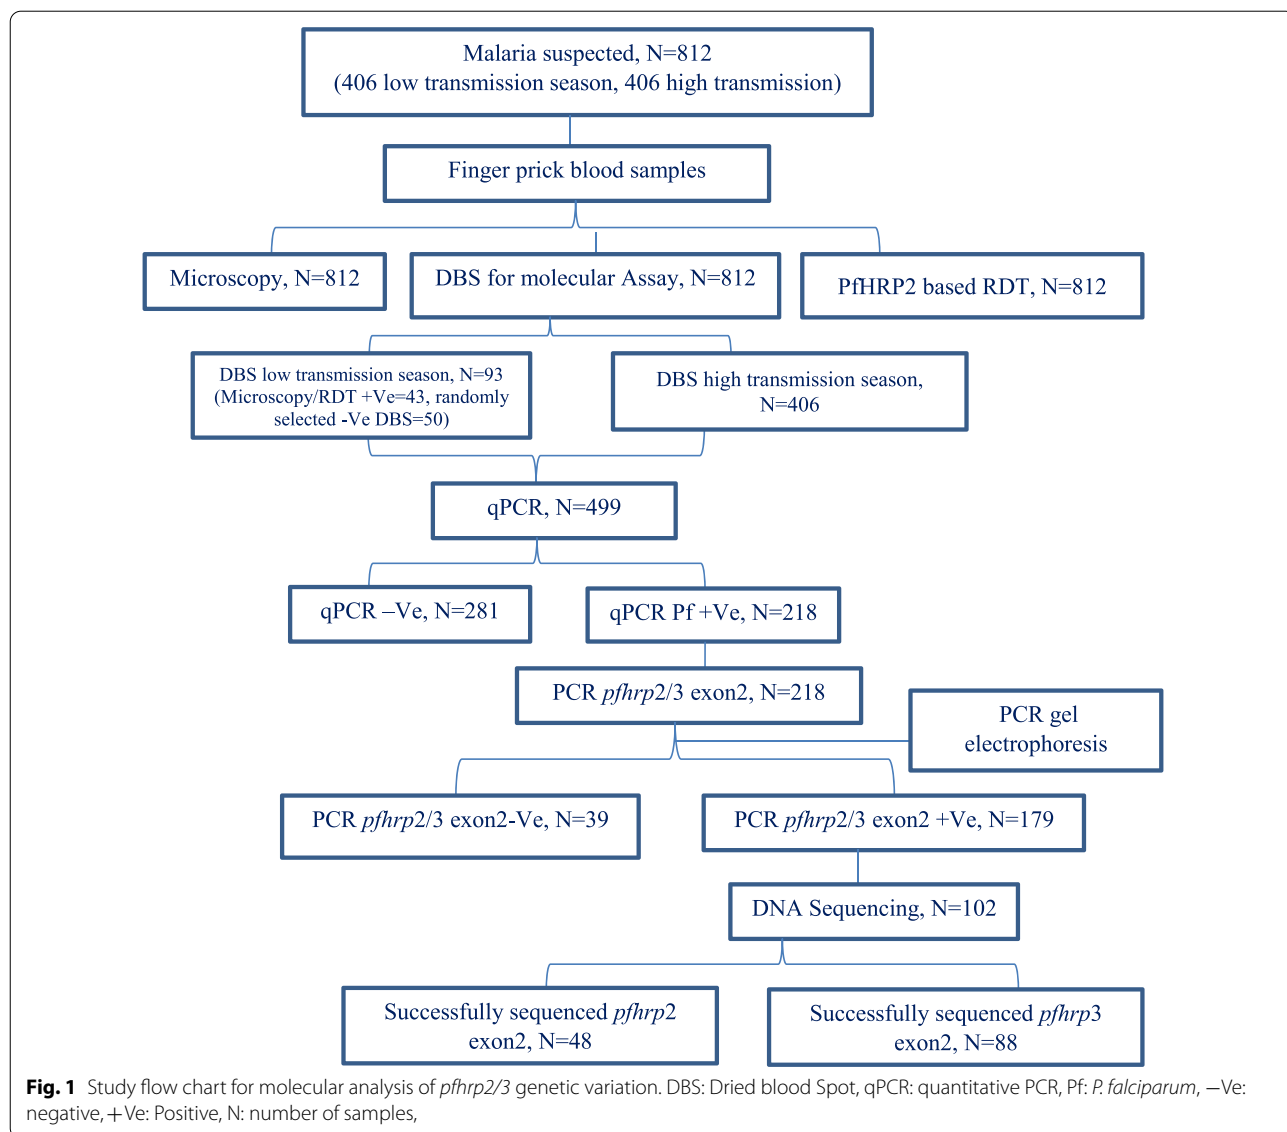 Malaria suspected, N=812
(406 low transmission season, 406 high transmission)
Finger prick blood samples
Microscopy, N=812
DBS for molecular Assay, N=812
PfHRP2 based RDT, N=812
DBS low transmission season, N=93
(Microscopy/RDT +Ve=43, randomly
selected -Ve DBS=50)
DBS high transmission season,
N=406
qPCR, N=499
qPCR –Ve, N=281
qPCR Pf +Ve, N=218
PCR pfhrp2/3 exon2, N=218
PCR gel
electrophoresis
PCR pfhrp2/3 exon2-Ve, N=39
PCR pfhrp2/3 exon2 +Ve, N=179
DNA Sequencing, N=102
Successfully sequenced pfhrp2
exon2, N=48
Successfully sequenced pfhrp3
exon2, N=88
Fig. 1 Study flow chart for molecular analysis of pfhrp2/3 genetic variation. DBS: Dried blood Spot, qPCR: quantitative PCR, Pf: P. falciparum, −Ve:
negative, +Ve: Positive, N: number of samples,